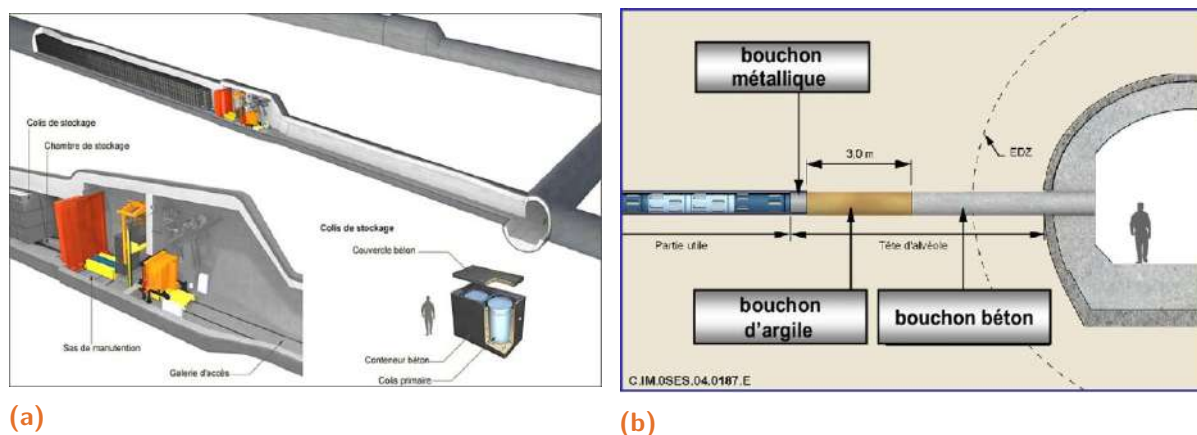 Colis de stockage
Chambre de stockage
Sas de manutention
Galerie d'accès
Colis de stockage
Couvercle béton
Conteneur béton
Colis primaire
(a)
bouchon
métallique
3,0 m
EDZ
Partie utile
Tête d'alvéole
bouchon
d'argile
bouchon béton
C.IM.0SES.04.0187.E
(b)